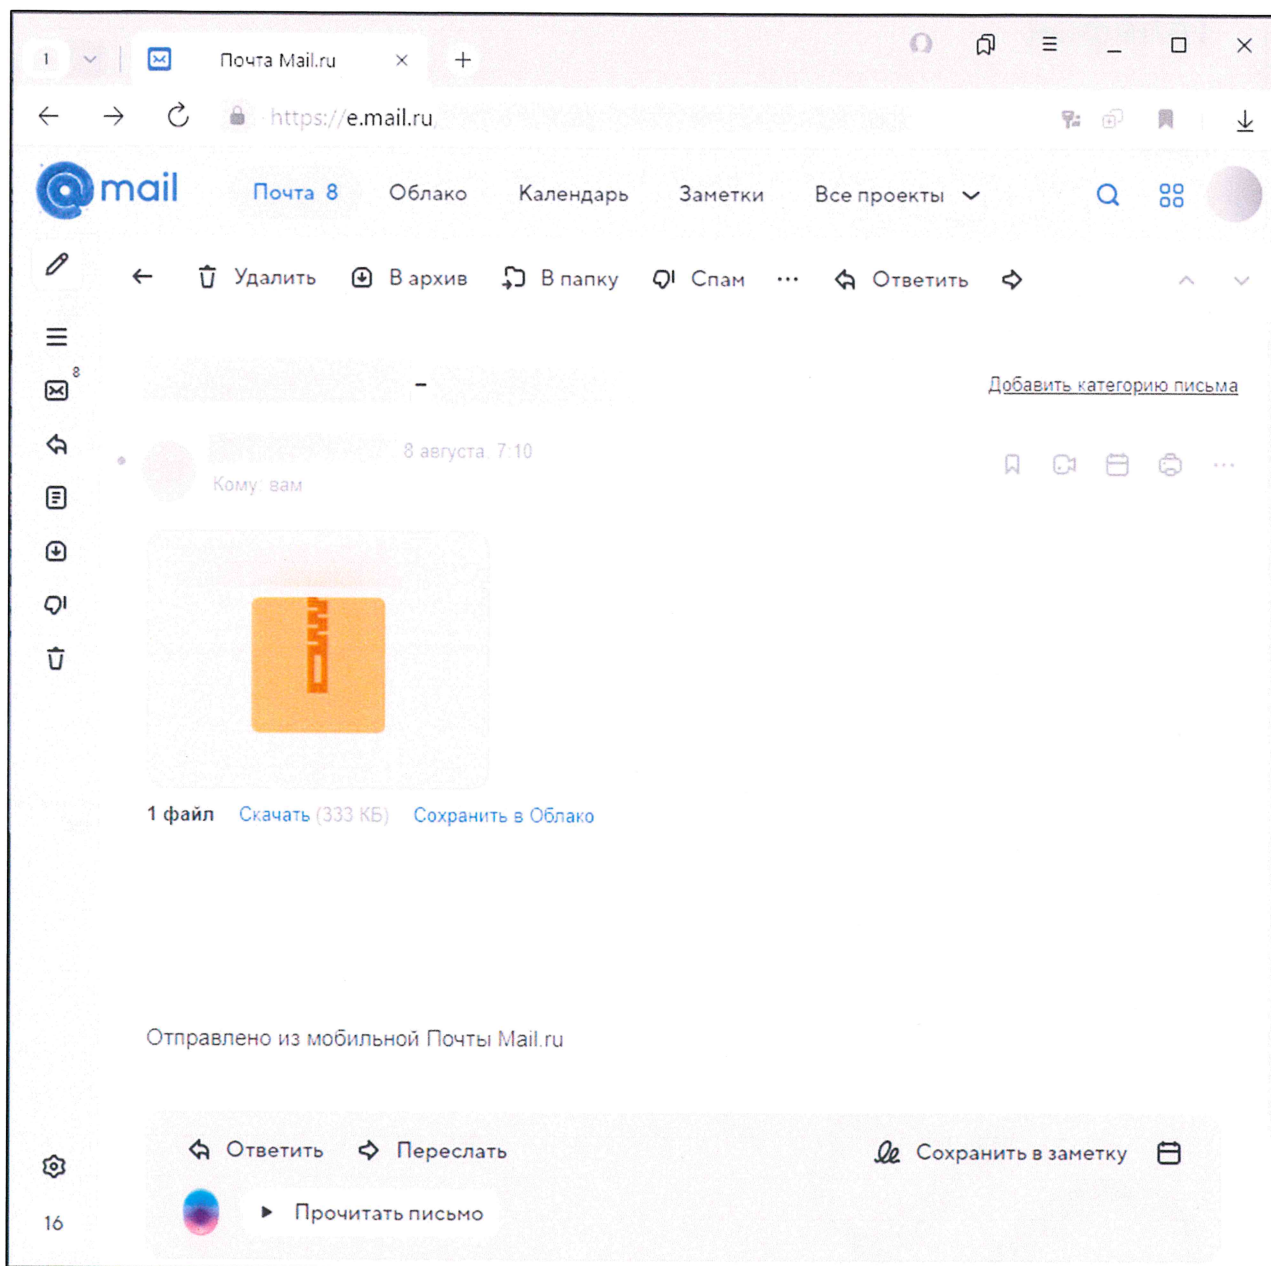 1 Почта Mail.ru
https://e.mail.ru
mail Почта 8 Облако Календарь Заметки Все проекты
Удалить В архив В папку Спам ... Ответить
8
–
Добавить категорию письма
8 августа, 7:10
Кому: вам
1 файл Скачать (333 КБ) Сохранить в Облако
Отправлено из мобильной Почты Mail.ru
Ответить Переслать Сохранить в заметку
Прочитать письмо
16